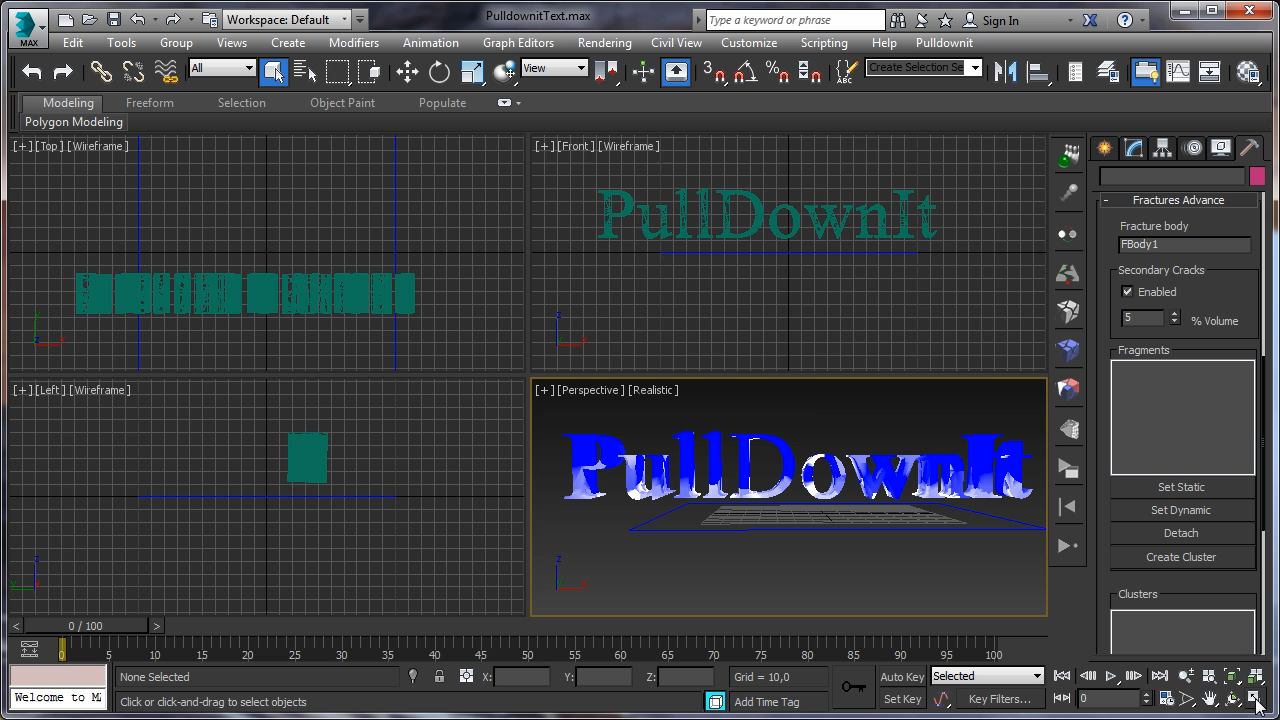 Workspace: Default
PulldownitText.max
Type a keyword or phrase
Sign In
MAX
Edit Tools Group Views Create Modifiers Animation Graph Editors Rendering Civil View Customize Scripting Help Pulldownit
All
View
3
%
ABC
Create Selection Se
Modeling Freeform Selection Object Paint Populate
Polygon Modeling
[+] [Top] [Wireframe]
[+] [Front] [Wireframe]
PullDownIt
[+] [Left] [Wireframe]
[+] [Perspective] [Realistic]
PullDownIt
- Fractures Advance
Fracture body
FBody1
Secondary Cracks
Enabled
5 % Volume
Fragments
Set Static
Set Dynamic
Detach
Create Cluster
Clusters
< 0 / 100 >
0 5 10 15 20 25 30 35 40 45 50 55 60 65 70 75 80 85 90 95 100
None Selected X: Y: Z: Grid = 10,0 Auto Key Selected
Welcome to M
Click or click-and-drag to select objects Add Time Tag Set Key Key Filters... 0